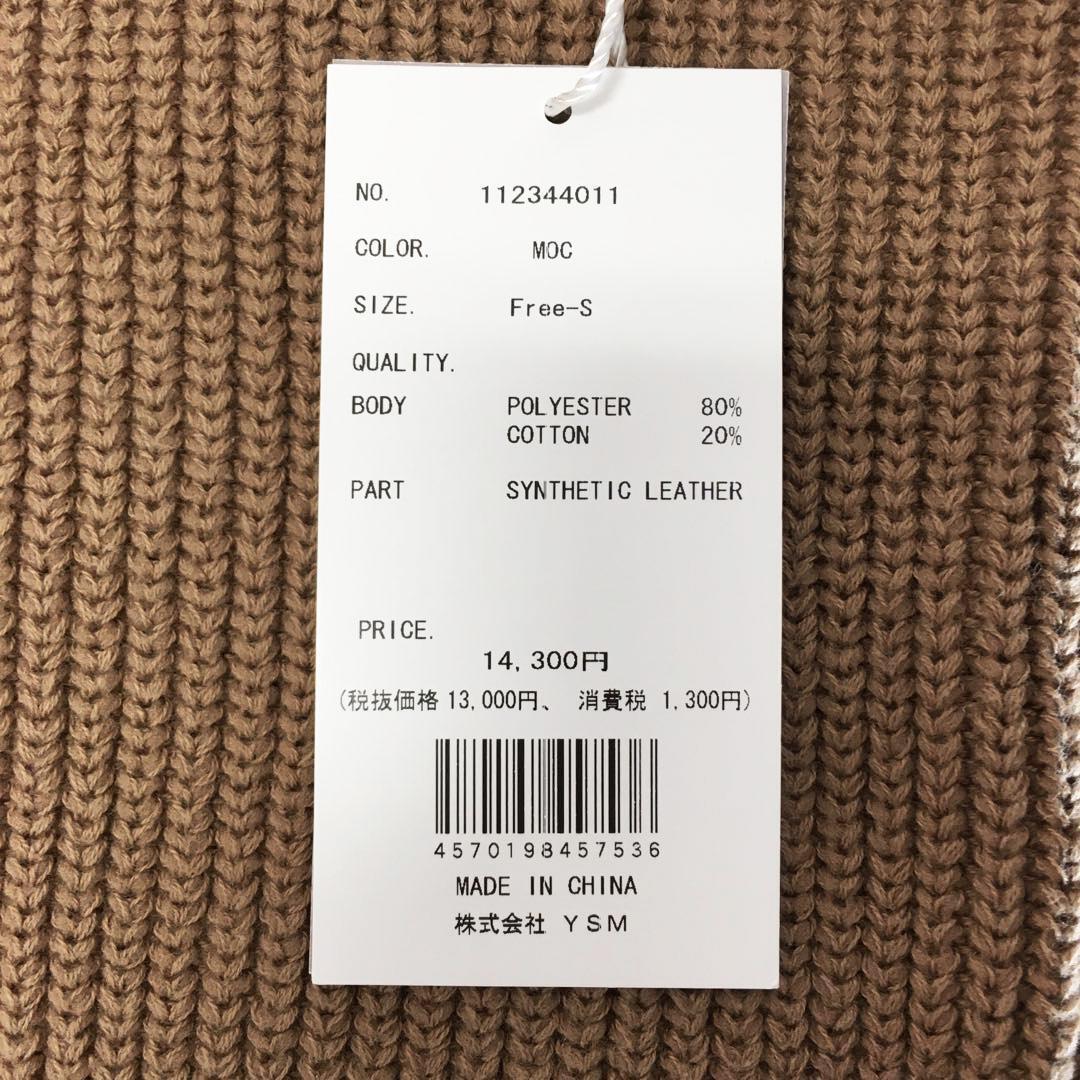 NO. 112344011
COLOR. MOC
SIZE. Free-S
QUALITY.
BODY POLYESTER 80%
COTTON 20%
PART SYNTHETIC LEATHER
PRICE.
14,300円
(税抜価格 13,000円、 消費税 1,300円)
4570198457536
MADE IN CHINA
株式会社 YSM